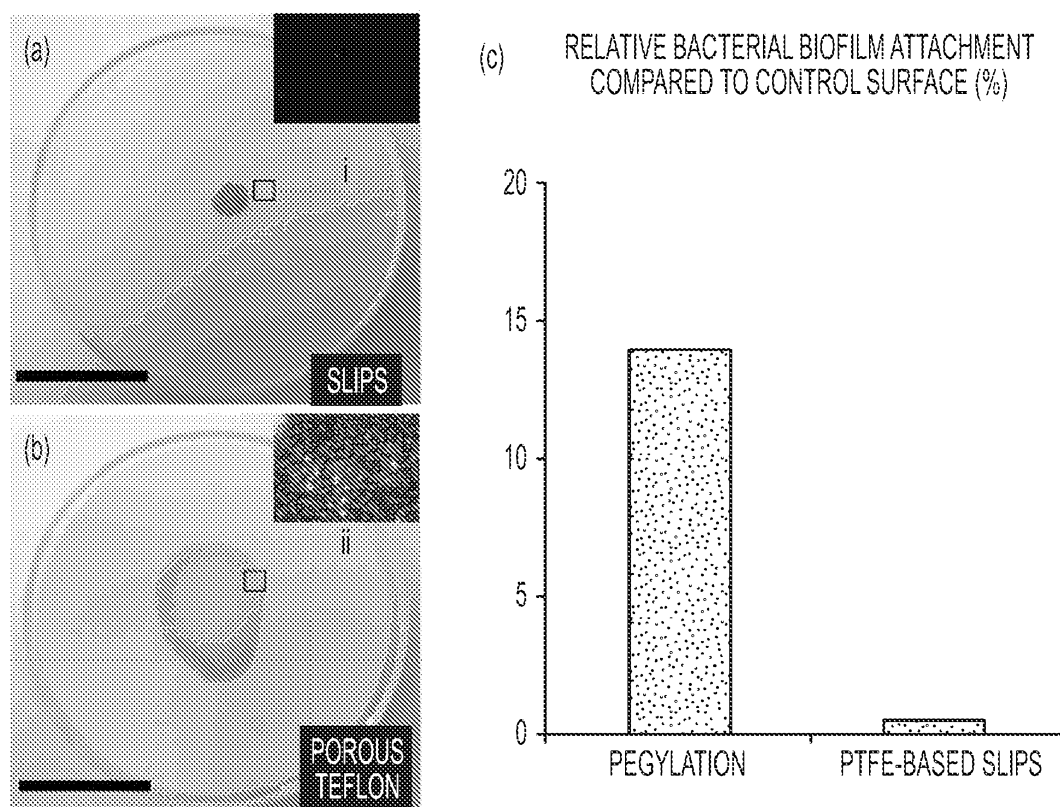 (a)
i
SLIPS
(b)
ii
POROUS
TEFLON
(c)
RELATIVE BACTERIAL BIOFILM ATTACHMENT
COMPARED TO CONTROL SURFACE (%)
20
15
10
5
0
PEGYLATION
PTFE-BASED SLIPS